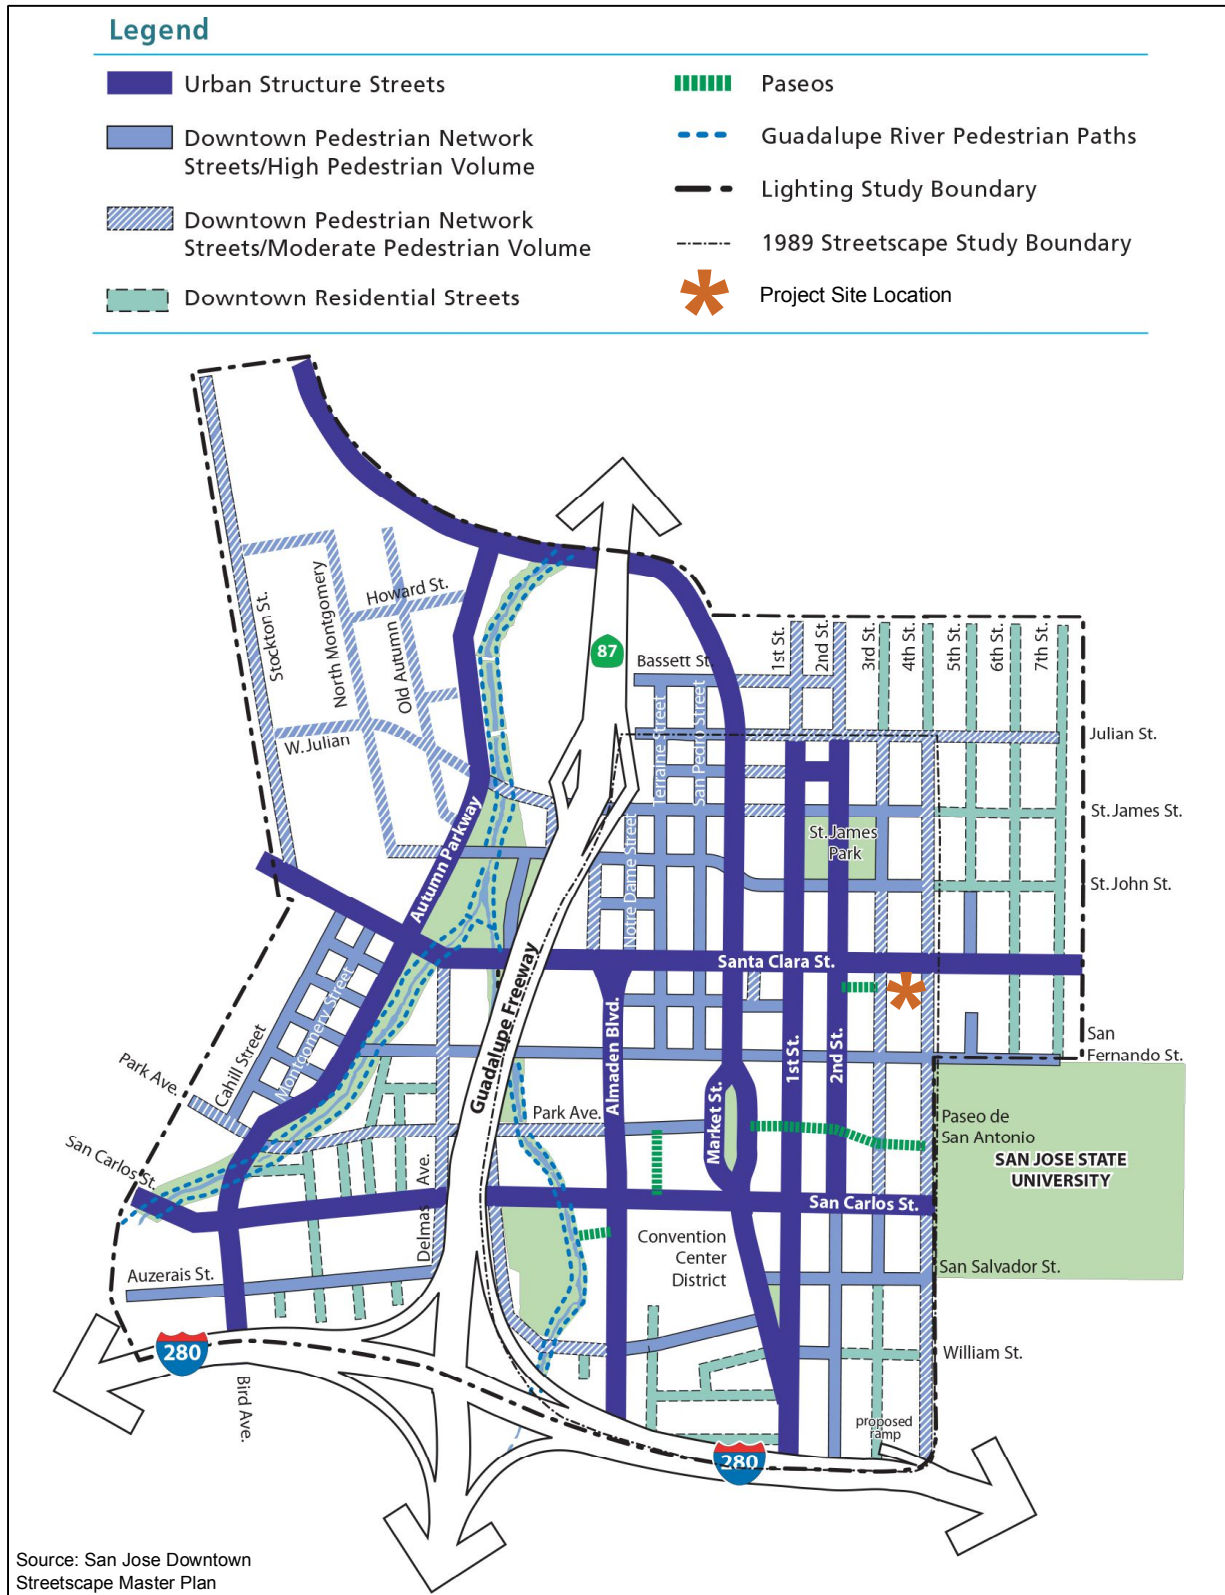 Legend
Urban Structure Streets
Downtown Pedestrian Network
Streets/High Pedestrian Volume
Downtown Pedestrian Network
Streets/Moderate Pedestrian Volume
Downtown Residential Streets
Paseos
Guadalupe River Pedestrian Paths
Lighting Study Boundary
1989 Streetscape Study Boundary
Project Site Location
Stockton St.
North Montgomery
Howard St.
Old Autumn
W. Julian
87
Bassett St.
1st St.
2nd St.
3rd St.
4th St.
5th St.
6th St.
7th St.
Terraine Street
San Pedro Street
Julian St.
St. James St.
St. James
Park
St. John St.
Notre Dame Street
Autumn Parkway
Santa Clara St.
Guadalupe Freeway
Almaden Blvd.
Market St.
1st St.
2nd St.
San
Fernando St.
Montgomery Street
Cahill Street
Park Ave.
Park Ave.
San Carlos St.
Paseo de
San Antonio
SAN JOSE STATE
UNIVERSITY
San Carlos St.
Delmas Ave.
Convention
Center
District
San Salvador St.
Auzerais St.
280
Bird Ave.
William St.
proposed
ramp
280
Source: San Jose Downtown
Streetscape Master Plan